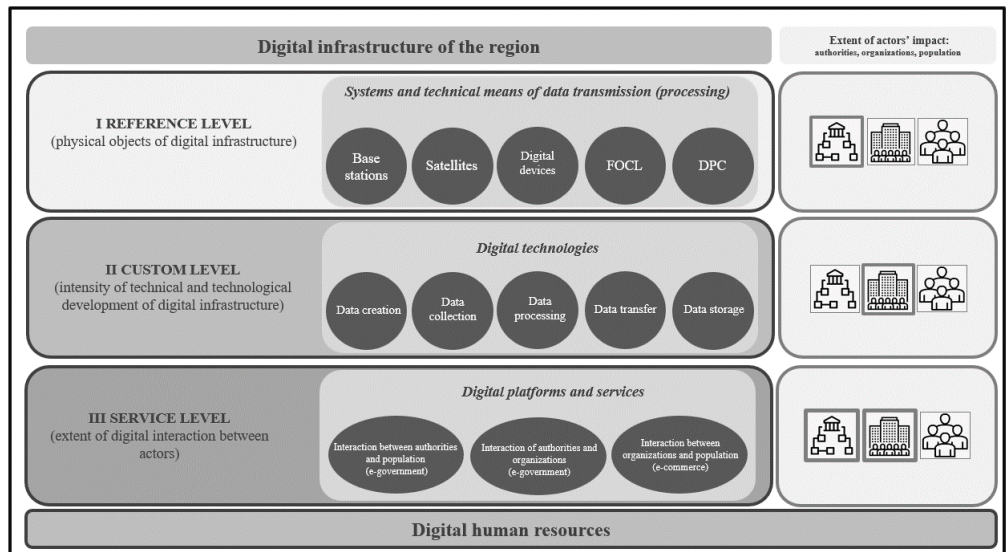 Digital infrastructure of the region
Extent of actors' impact:
authorities, organizations, population
I REFERENCE LEVEL
(physical objects of digital infrastructure)
Systems and technical means of data transmission (processing)
Base
stations
Satellites
Digital
devices
FOCL
DPC
II CUSTOM LEVEL
(intensity of technical and technological
development of digital infrastructure)
Digital technologies
Data creation
Data
collection
Data
processing
Data transfer
Data storage
III SERVICE LEVEL
(extent of digital interaction between
actors)
Digital platforms and services
Interaction between authorities
and population
(e-government)
Interaction of authorities and
organizations
(e-government)
Interaction between
organizations and population
(e-commerce)
Digital human resources